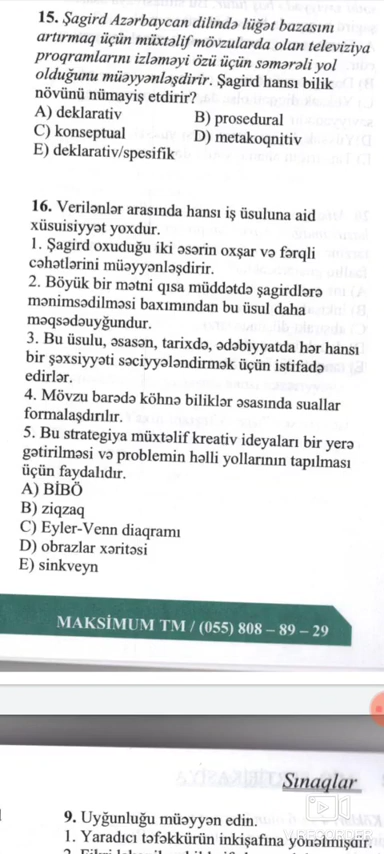 15. Şagird Azərbaycan dilində lüğət bazasını
artırmaq üçün müxtəlif mövzularda olan televiziya
proqramlarını izləməyi özü üçün səmərəli yol
olduğunu müəyyənləşdirir. Şagird hansı bilik
növünü nümayiş etdirir?
A) deklarativ B) prosedural
C) konseptual D) metakoqnitiv
E) deklarativ/spesifik
16. Verilənlər arasında hansı iş üsuluna aid
xüsuisiyyət yoxdur.
1. Şagird oxuduğu iki əsərin oxşar və fərqli
cəhətlərini müəyyənləşdirir.
2. Böyük bir mətni qısa müddətdə şagirdlərə
mənimsədilməsi baxımından bu üsul daha
məqsədəuyğundur.
3. Bu üsulu, əsasən, tarixdə, ədəbiyyatda hər hansı
bir şəxsiyyəti səciyyələndirmək üçün istifadə
edirlər.
4. Mövzu barədə köhnə biliklər əsasında suallar
formalaşdırılır.
5. Bu strategiya müxtəlif kreativ ideyaları bir yerə
gətirilməsi və problemin həlli yollarının tapılması
üçün faydalıdır.
A) BİBÖ
B) ziqzaq
C) Eyler-Venn diaqramı
D) obrazlar xəritəsi
E) sinkveyn
MAKSİMUM TM / (055) 808 – 89 – 29
Sınaqlar
9. Uyğunluğu müəyyən edin.
1. Yaradıcı təfəkkürün inkişafına yönəlmişdir.